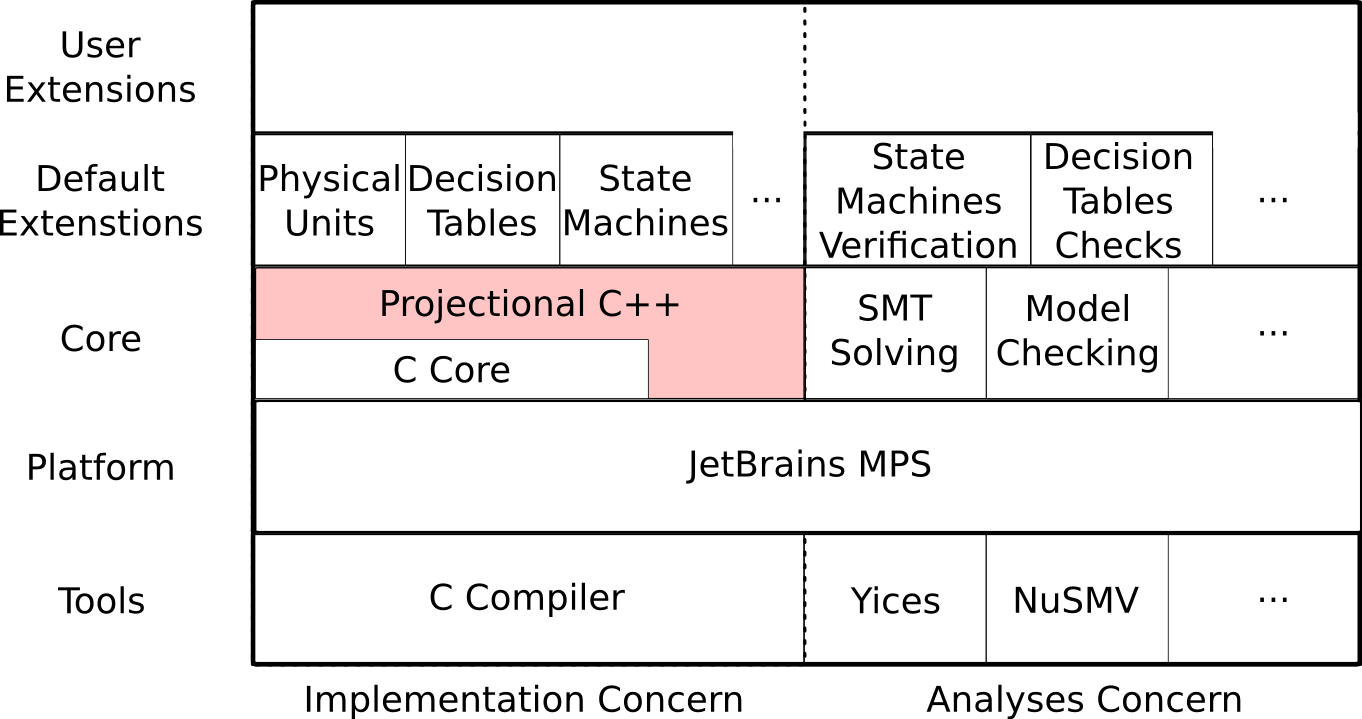 User
Extensions
Default
Extenstions
Physical
Units
Decision
Tables
State
Machines
...
State
Machines
Verification
Decision
Tables
Checks
...
Core
Projectional C++
C Core
SMT
Solving
Model
Checking
...
Platform
JetBrains MPS
Tools
C Compiler
Yices
NuSMV
...
Implementation Concern
Analyses Concern